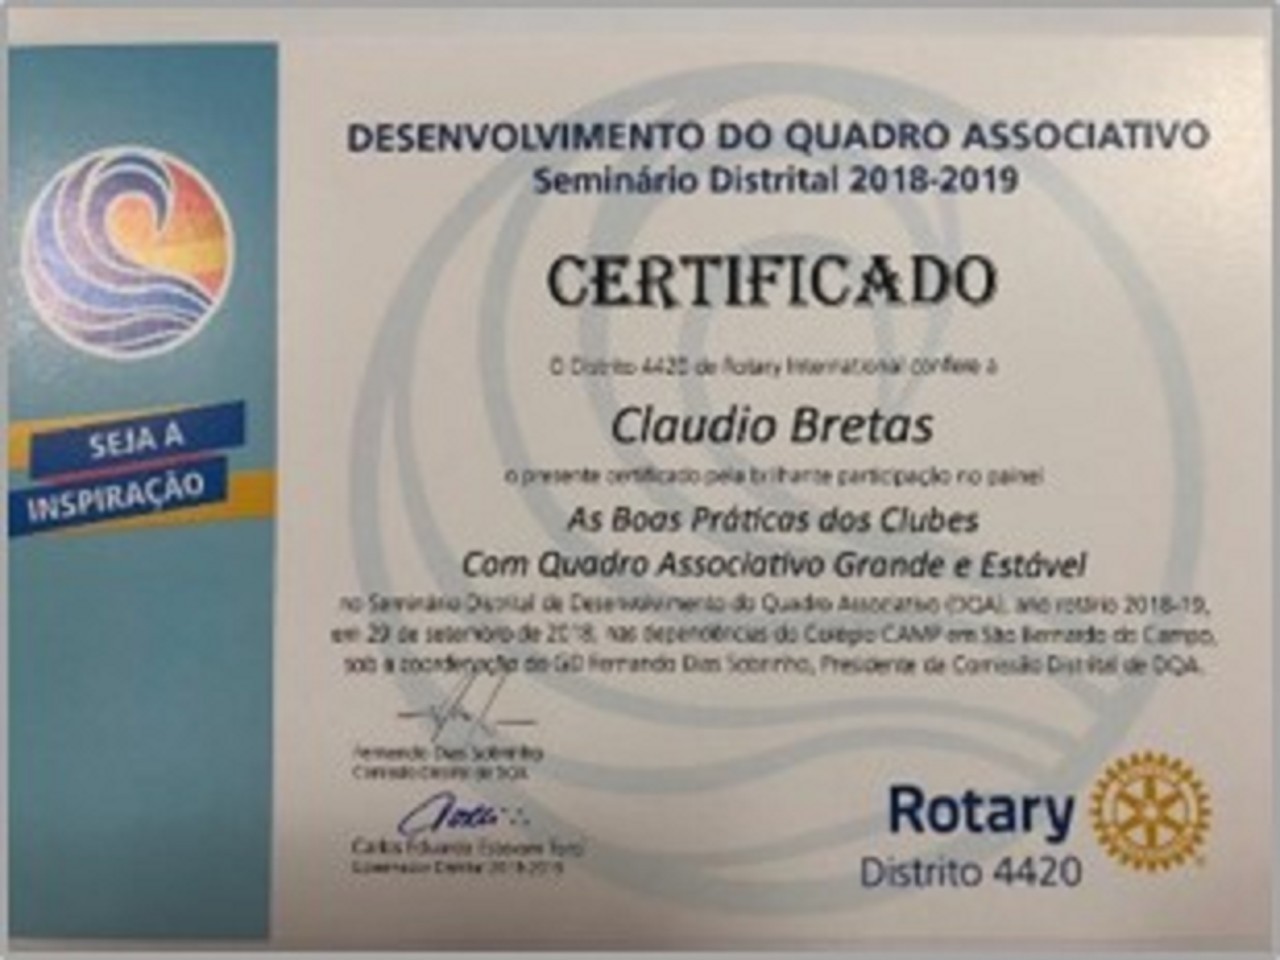 DESENVOLVIMENTO DO QUADRO ASSOCIATIVO
Seminário Distrital 2018-2019
CERTIFICADO
O Distrito 4420 de Rotary International confere a
Claudio Bretas
o presente certificado pela brilhante participação no painel
As Boas Práticas dos Clubes
Com Quadro Associativo Grande e Estável
no Seminário Distrital de Desenvolvimento do Quadro Associativo (DQA), ano rotário 2018-19,
em 29 de setembro de 2018, nas dependências do Colégio CAMP em São Bernardo do Campo,
sob a coordenação do GD Fernando Dias Sobrinho, Presidente da Comissão Distrital de DQA.
Fernando Dias Sobrinho
Comissão Distrital de DQA
Carlos Eduardo
Governador Distrital 2018-2019
SEJA A
INSPIRAÇÃO
Rotary
Distrito 4420